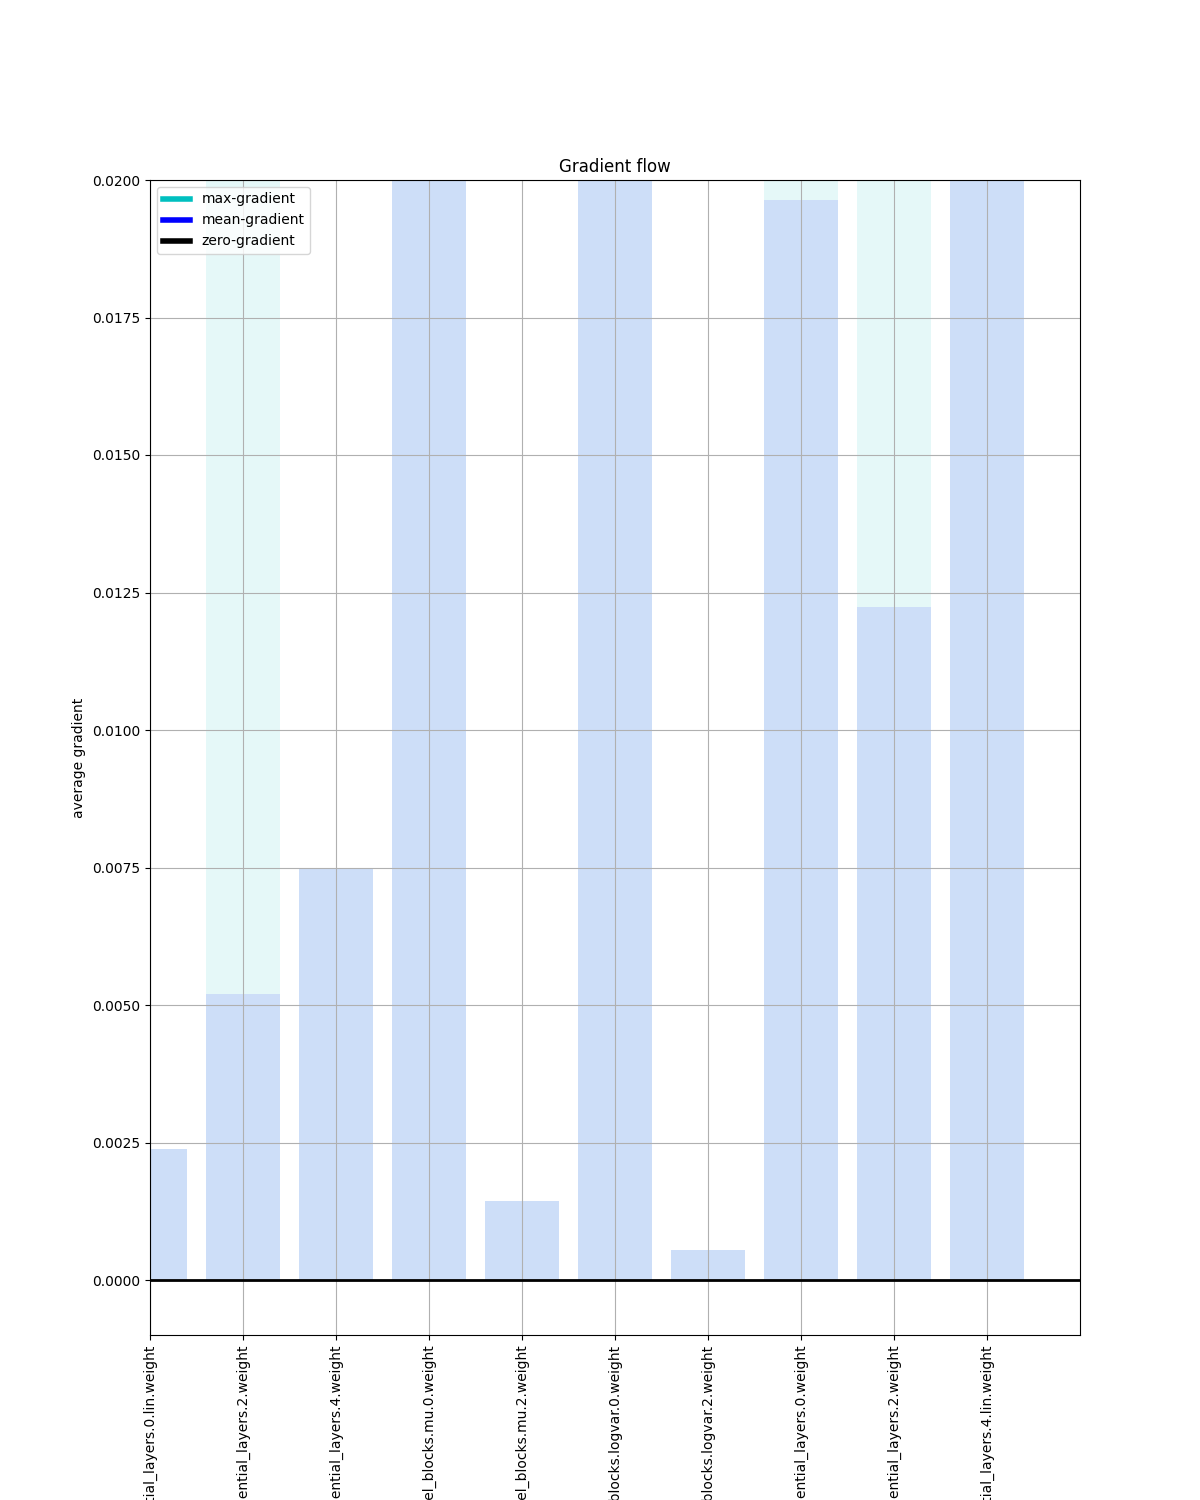 Gradient flow
max-gradient
mean-gradient
zero-gradient
0.0200
0.0175
0.0150
0.0125
0.0100
0.0075
0.0050
0.0025
0.0000
average gradient
tial_layers.0.lin.weight
ential_layers.2.weight
ential_layers.4.weight
el_blocks.mu.0.weight
el_blocks.mu.2.weight
blocks.logvar.0.weight
blocks.logvar.2.weight
ential_layers.0.weight
ential_layers.2.weight
tial_layers.4.lin.weight